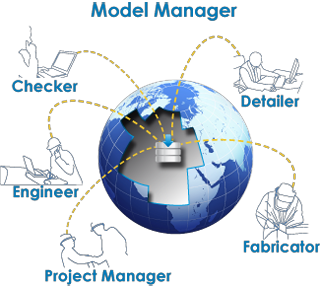 Model Manager
Checker
Detailer
Engineer
Fabricator
Project Manager